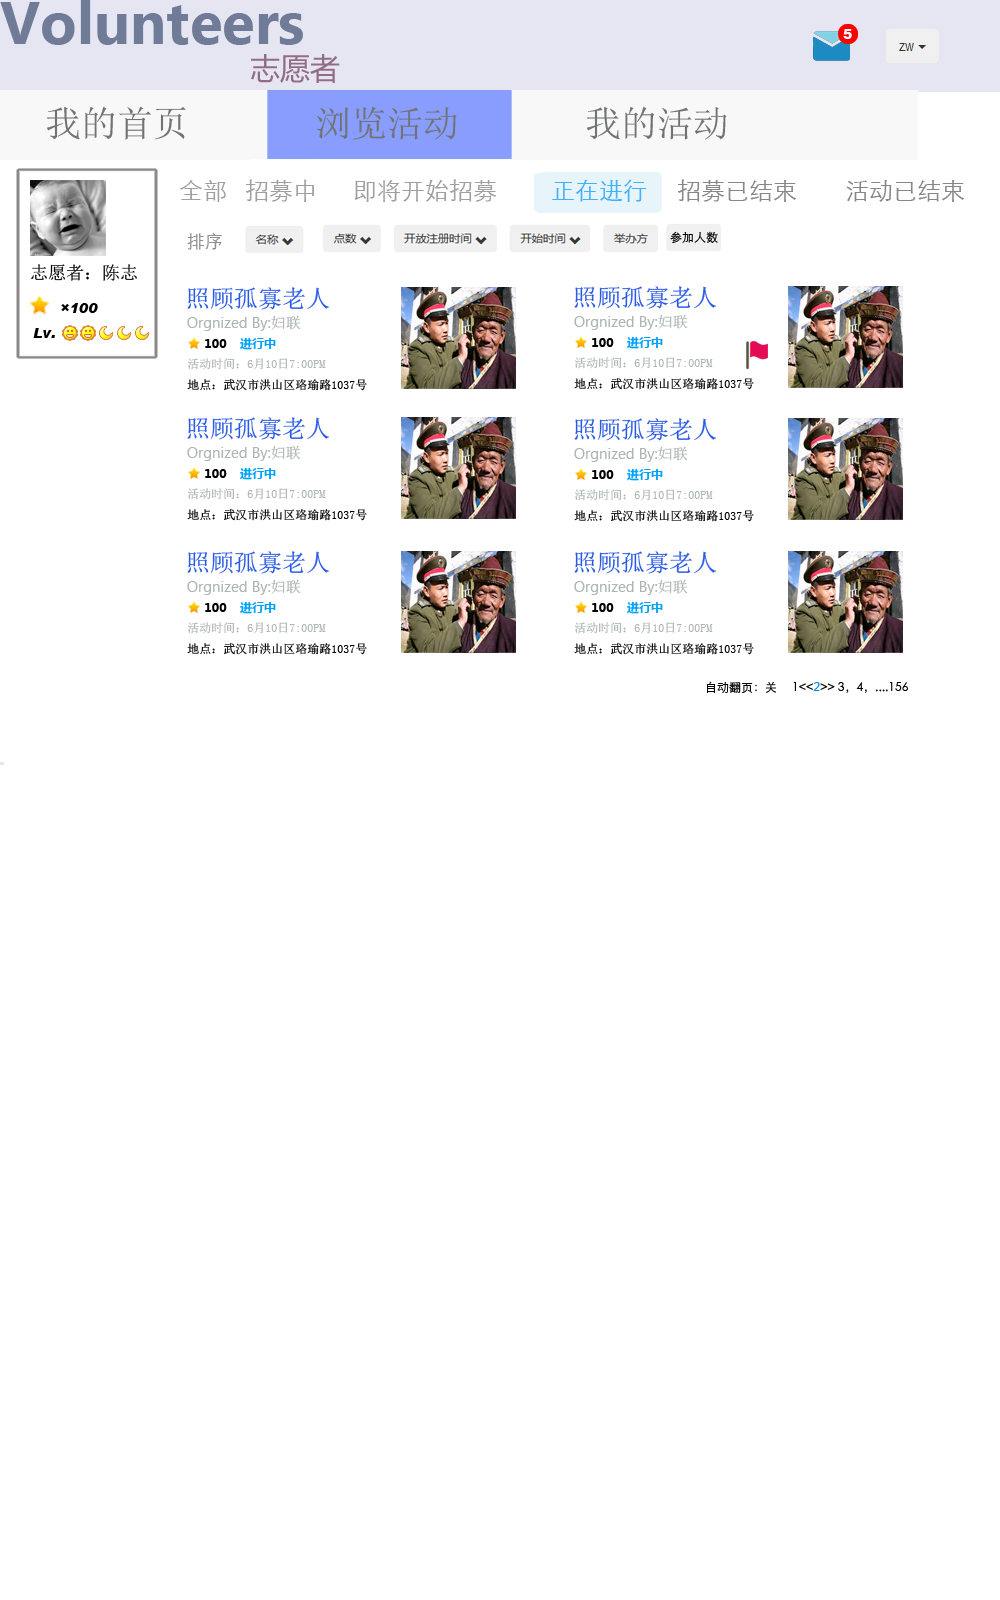 Volunteers
志愿者
5
ZW
我的首页 浏览活动 我的活动
全部 招募中 即将开始招募 正在进行 招募已结束 活动已结束
排序 名称 点数 开放注册时间 开始时间 举办方 参加人数
志愿者：陈志
×100
Lv.
照顾孤寡老人
Orgnized By:妇联
100 进行中
活动时间：6月10日7:00PM
地点：武汉市洪山区珞瑜路1037号
照顾孤寡老人
Orgnized By:妇联
100 进行中
活动时间：6月10日7:00PM
地点：武汉市洪山区珞瑜路1037号
照顾孤寡老人
Orgnized By:妇联
100 进行中
活动时间：6月10日7:00PM
地点：武汉市洪山区珞瑜路1037号
照顾孤寡老人
Orgnized By:妇联
100 进行中
活动时间：6月10日7:00PM
地点：武汉市洪山区珞瑜路1037号
照顾孤寡老人
Orgnized By:妇联
100 进行中
活动时间：6月10日7:00PM
地点：武汉市洪山区珞瑜路1037号
照顾孤寡老人
Orgnized By:妇联
100 进行中
活动时间：6月10日7:00PM
地点：武汉市洪山区珞瑜路1037号
自动翻页：关 1<<2>> 3，4，....156